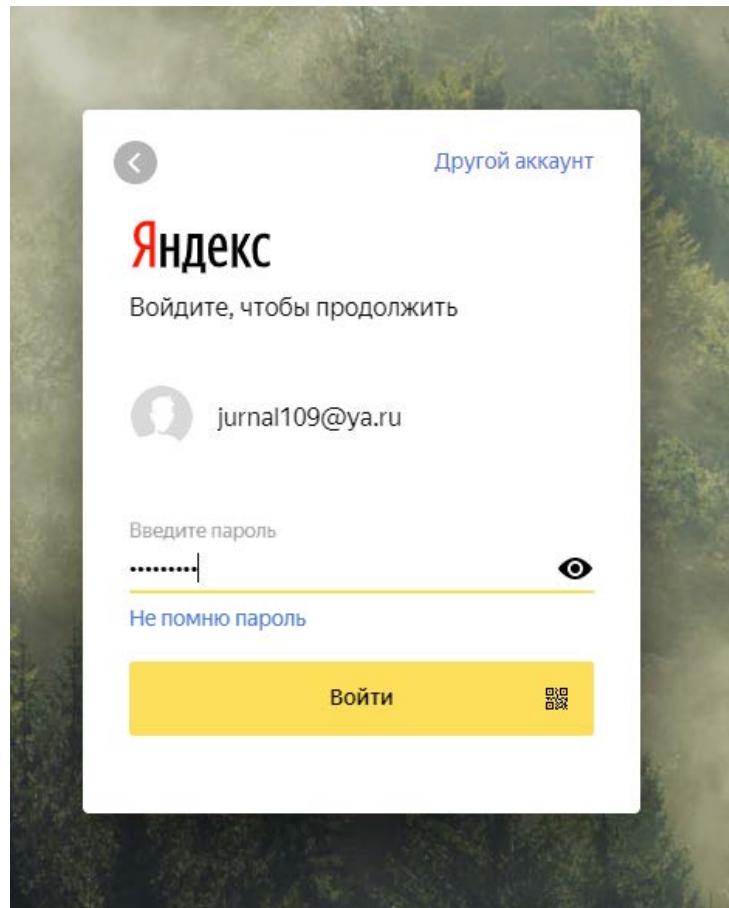 Другой аккаунт
Яндекс
Войдите, чтобы продолжить
jurnal109@ya.ru
Введите пароль
•••••••••
Не помню пароль
Войти